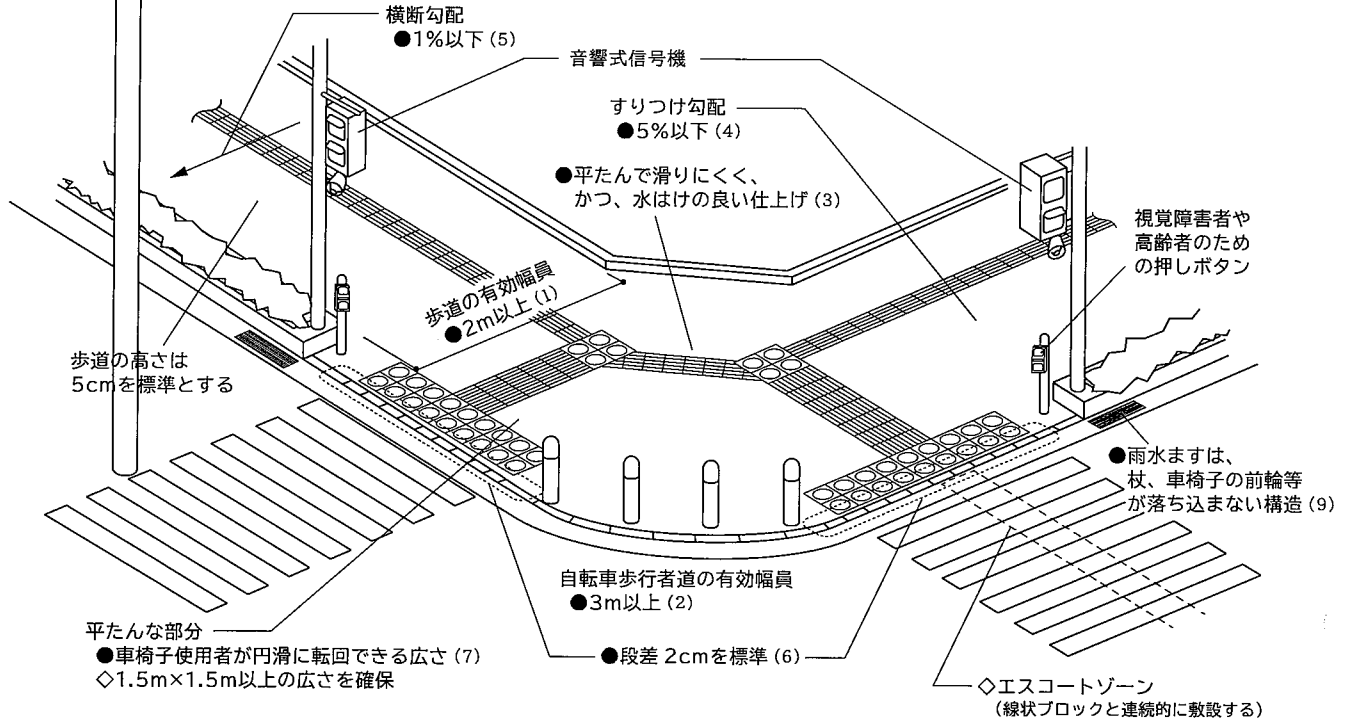 横断勾配
●1%以下(5)
音響式信号機
すりつけ勾配
●5%以下(4)
●平たんで滑りにくく、
かつ、水はけの良い仕上げ(3)
視覚障害者や
高齢者のため
の押しボタン
歩道の有効幅員
●2m以上(1)
歩道の高さは
5cmを標準とする
●雨水ますは、
杖、車椅子の前輪等
が落ち込まない構造(9)
自転車歩行者道の有効幅員
●3m以上(2)
平たんな部分
●車椅子使用者が円滑に転回できる広さ(7)
◇1.5m×1.5m以上の広さを確保
●段差 2cmを標準(6)
◇エスコートゾーン
(線状ブロックと連続的に敷設する)